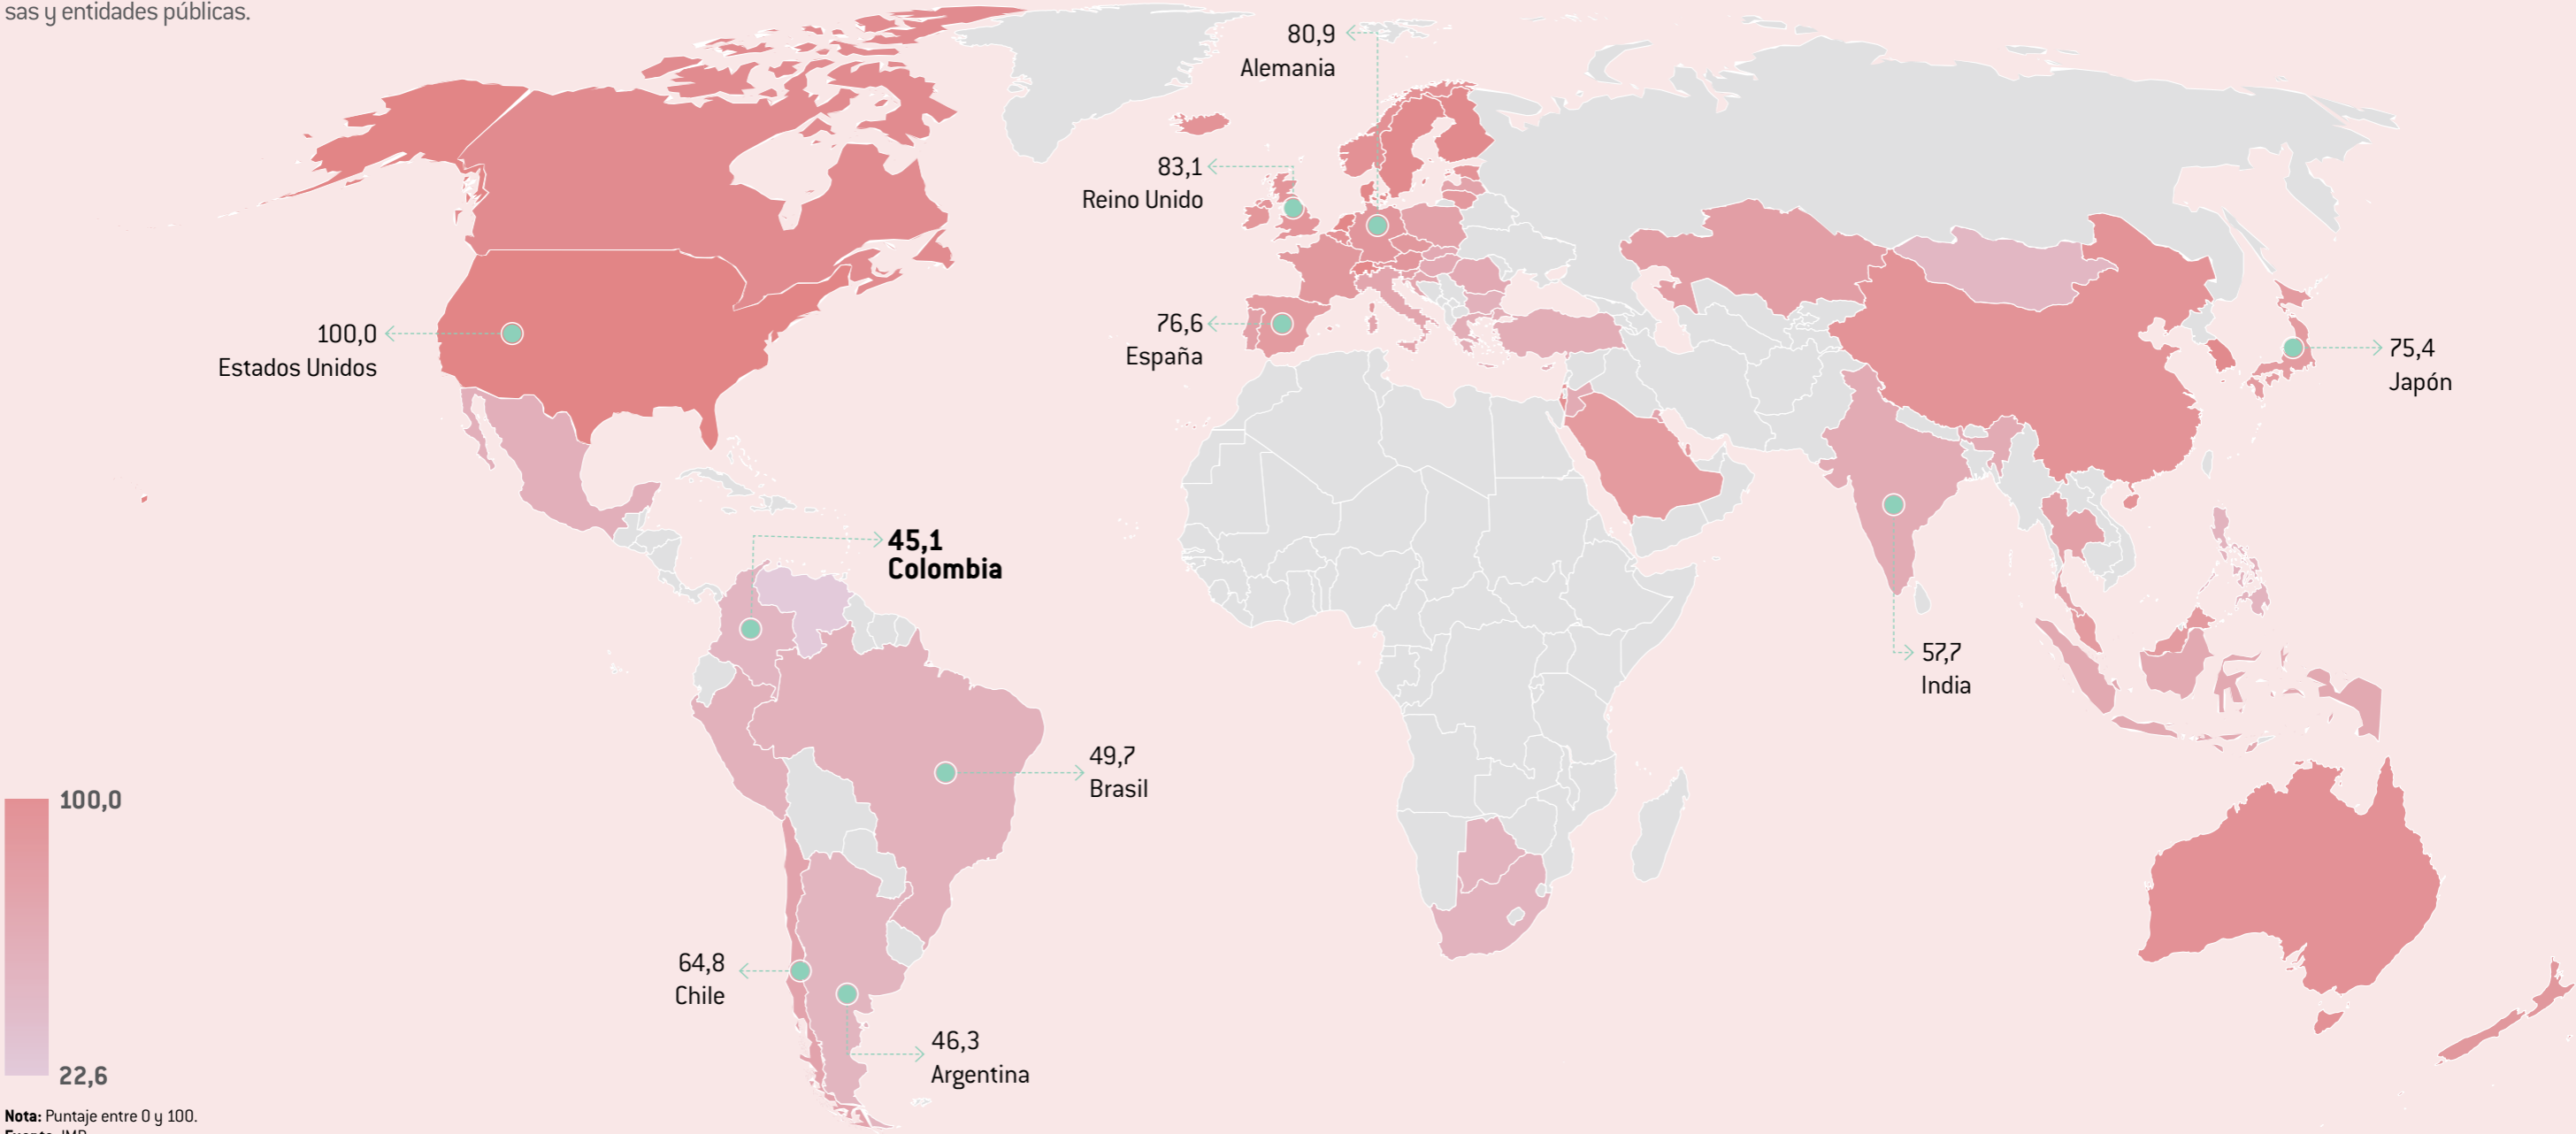 sas y entidades públicas.
80,9
Alemania
83,1
Reino Unido
100,0
Estados Unidos
76,6
España
75,4
Japón
45,1
Colombia
57,7
India
49,7
Brasil
100,0
64,8
Chile
46,3
Argentina
22,6
Nota: Puntaje entre 0 y 100.